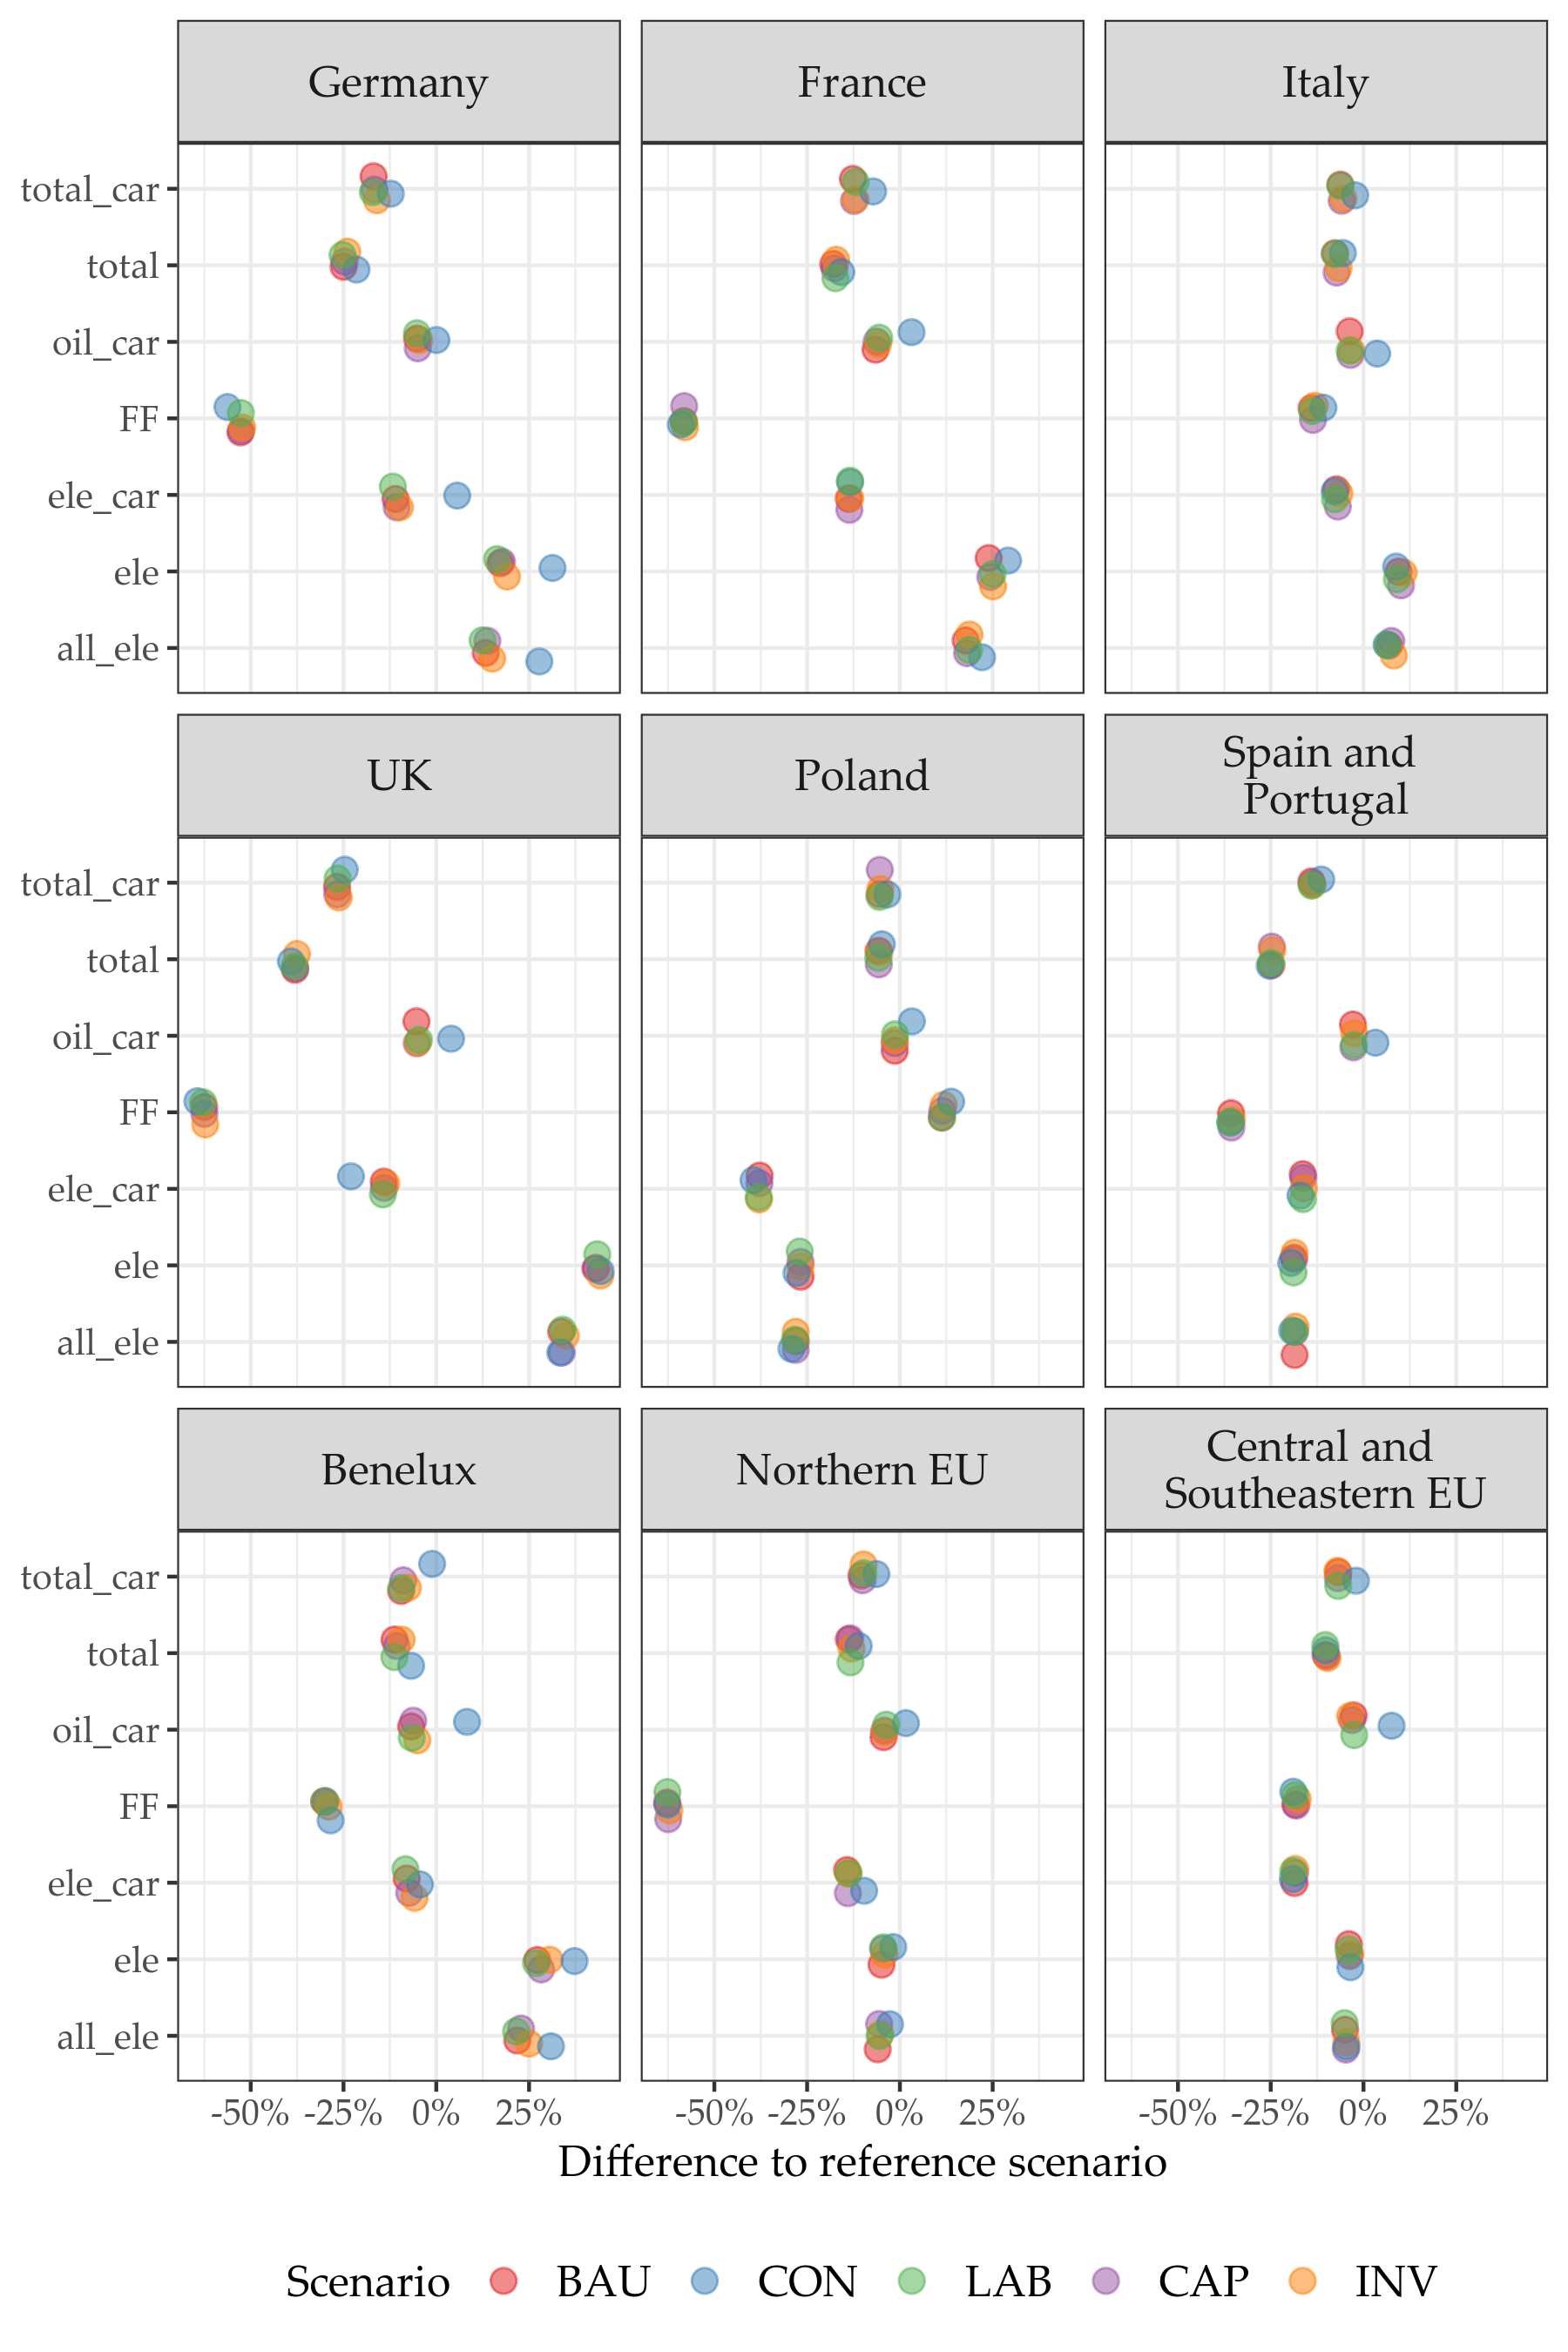 Germany
France
Italy
total_car
total
oil_car
FF
ele_car
ele
all_ele
UK
Poland
Spain and
Portugal
total_car
total
oil_car
FF
ele_car
ele
all_ele
Benelux
Northern EU
Central and
Southeastern EU
total_car
total
oil_car
FF
ele_car
ele
all_ele
-50% -25% 0% 25%
-50% -25% 0% 25%
-50% -25% 0% 25%
Difference to reference scenario
Scenario BAU CON LAB CAP INV